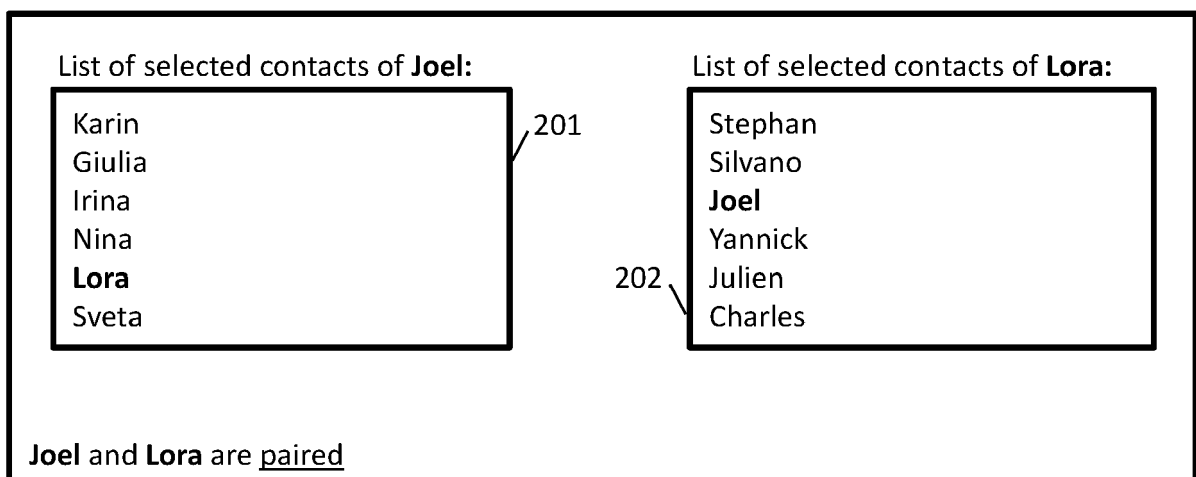 List of selected contacts of Joel:
Karin
Giulia
Irina
Nina
Lora
Sveta
201
List of selected contacts of Lora:
Stephan
Silvano
Joel
Yannick
Julien
Charles
202
Joel and Lora are paired